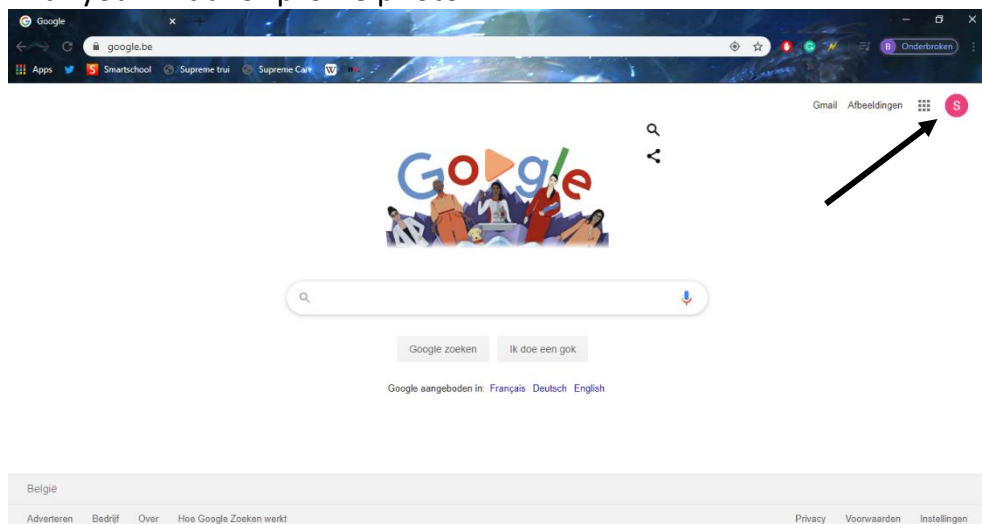 Google
google.be
B Onderbroken
Apps Smartschool Supreme trui Supreme Cart W
Gmail Afbeeldingen S
Google
Google zoeken Ik doe een gok
Google aangeboden in: Français Deutsch English
België
Adverteren Bedrijf Over Hoe Google Zoeken werkt Privacy Voorwaarden Instellingen